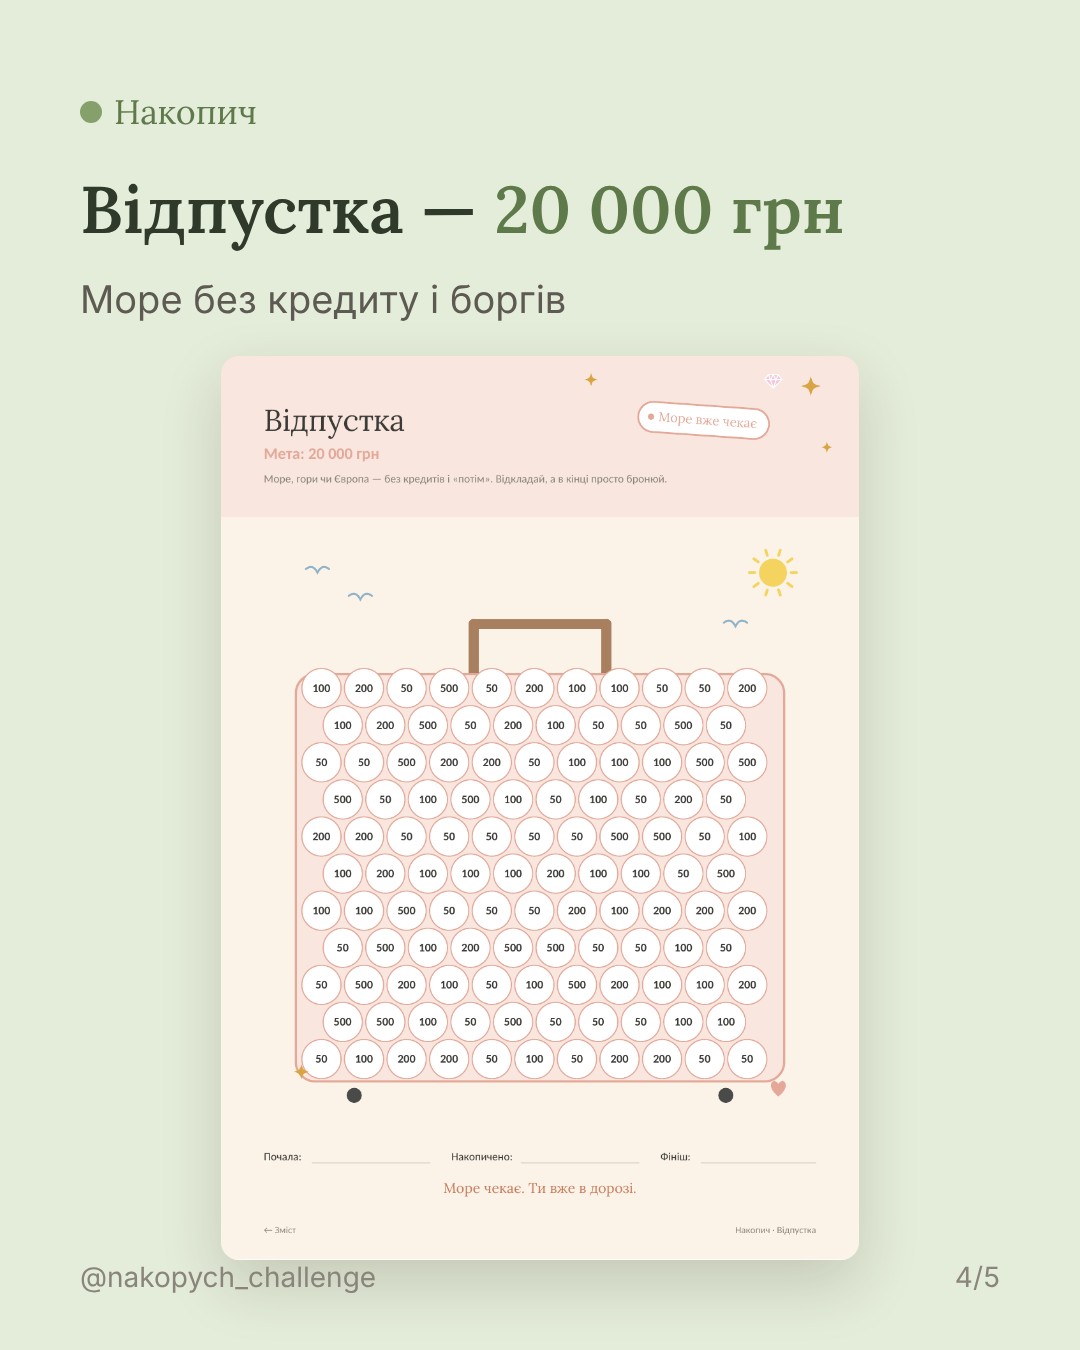 Накопич
Відпустка — 20 000 грн
Море без кредиту і боргів
Відпустка
Море вже чекає
Мета: 20 000 грн
Море, гори чи Європа — без кредитів і «потім». Відкладай, а в кінці просто бронюй.
100 200 50 500 50 200 100 100 50 50 200
100 200 500 50 200 100 50 50 500 50
50 50 500 200 200 50 100 100 100 500 500
500 50 100 500 100 50 100 50 200 50
200 200 50 50 50 50 50 500 500 50 100
100 200 100 100 100 200 100 100 50 500
100 100 500 50 50 50 200 100 200 200 200
50 500 100 200 500 500 50 50 100 50
50 500 200 100 50 100 500 200 100 100 200
500 500 100 50 500 50 50 50 100 100
50 100 200 200 50 100 50 200 200 50 50
Почала: Накопичено: Фініш:
Море чекає. Ти вже в дорозі.
← Зміст Накопич · Відпустка
@nakopych_challenge 4/5